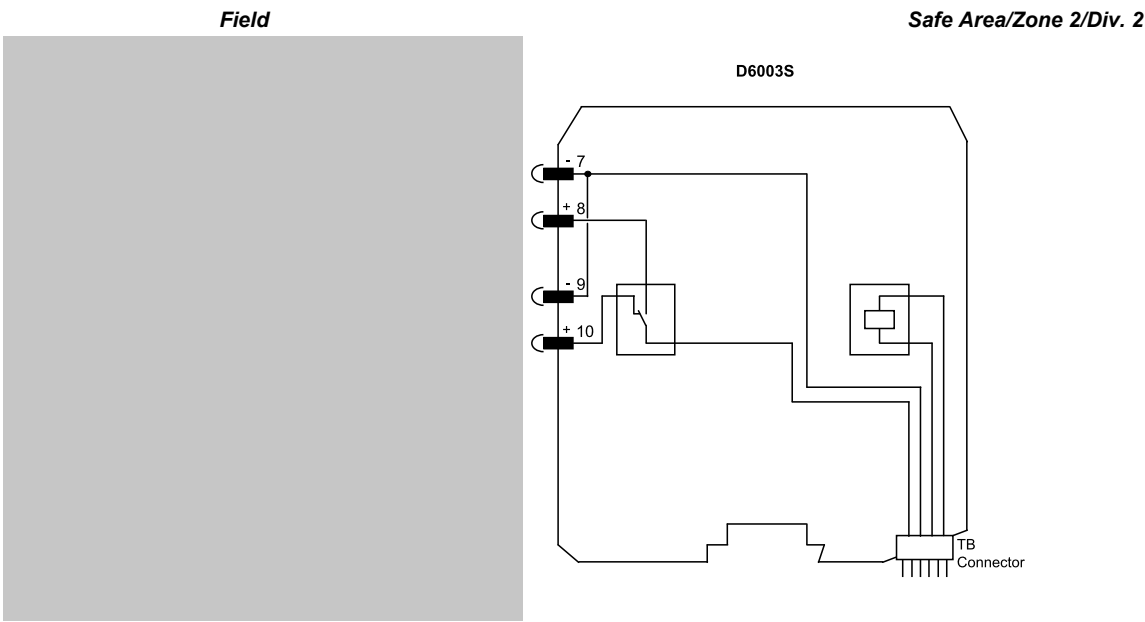 Field
Safe Area/Zone 2/Div. 2
D6003S
- 7
+ 8
- 9
+ 10
TB
Connector